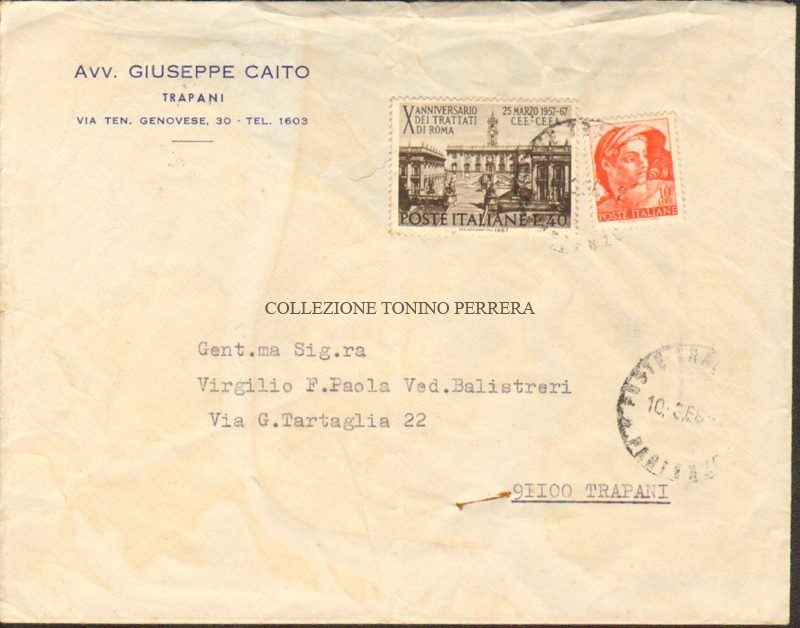 AVV. GIUSEPPE CAITO
TRAPANI
VIA TEN. GENOVESE, 30 - TEL. 1603
X ANNIVERSARIO
DEI TRATTATI
DI ROMA
25 MARZO 1957-67
C.E.E. C.E.E.A.
POSTE ITALIANE L. 40
1967
10
LIRE
POSTE ITALIANE
COLLEZIONE TONINO PERRERA
Gent.ma Sig.ra
Virgilio F.Paola Ved.Balistreri
Via G.Tartaglia 22
91100 TRAPANI